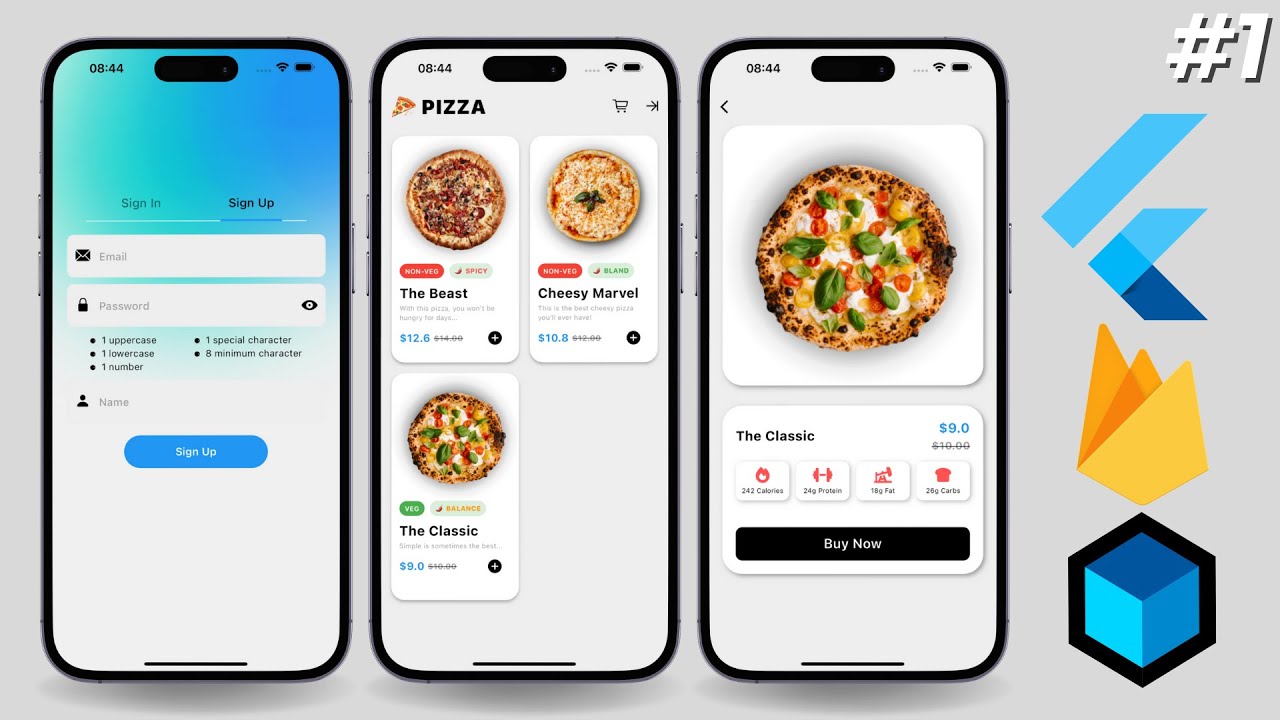 #1
08:44
Sign In
Sign Up
Email
Password
1 uppercase
1 special character
1 lowercase
8 minimum character
1 number
Name
Sign Up
08:44
PIZZA
NON-VEG
SPICY
The Beast
With this pizza, you won't be
hungry for days...
$12.6 $14.00
NON-VEG
BLAND
Cheesy Marvel
This is the best cheesy pizza
you'll ever have!
$10.8 $12.00
VEG
BALANCE
The Classic
Simple is sometimes the best...
$9.0 $10.00
08:44
The Classic
$9.0
$10.00
242 Calories
24g Protein
18g Fat
26g Carbs
Buy Now